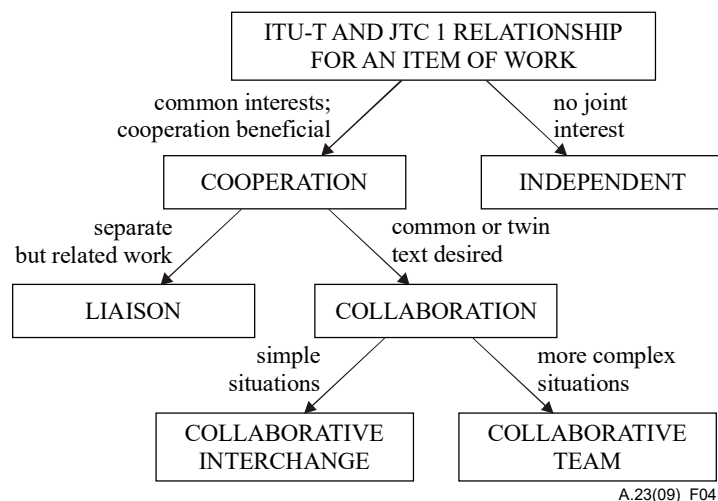 ITU-T AND JTC 1 RELATIONSHIP
FOR AN ITEM OF WORK
common interests;
cooperation beneficial
no joint
interest
COOPERATION
INDEPENDENT
separate
but related work
common or twin
text desired
LIAISON
COLLABORATION
simple
situations
more complex
situations
COLLABORATIVE
INTERCHANGE
COLLABORATIVE
TEAM
A.23(09)_F04